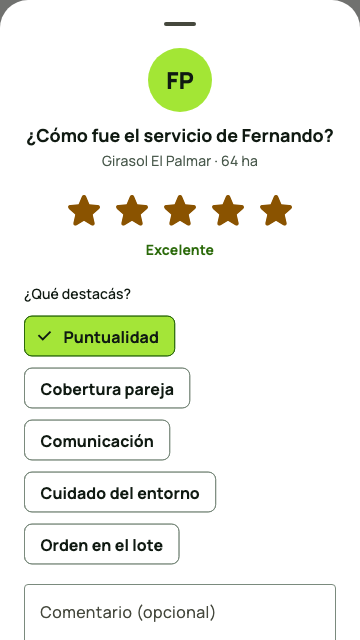 FP
¿Cómo fue el servicio de Fernando?
Girasol El Palmar · 64 ha
Excelente
¿Qué destacás?
Puntualidad
Cobertura pareja
Comunicación
Cuidado del entorno
Orden en el lote
Comentario (opcional)